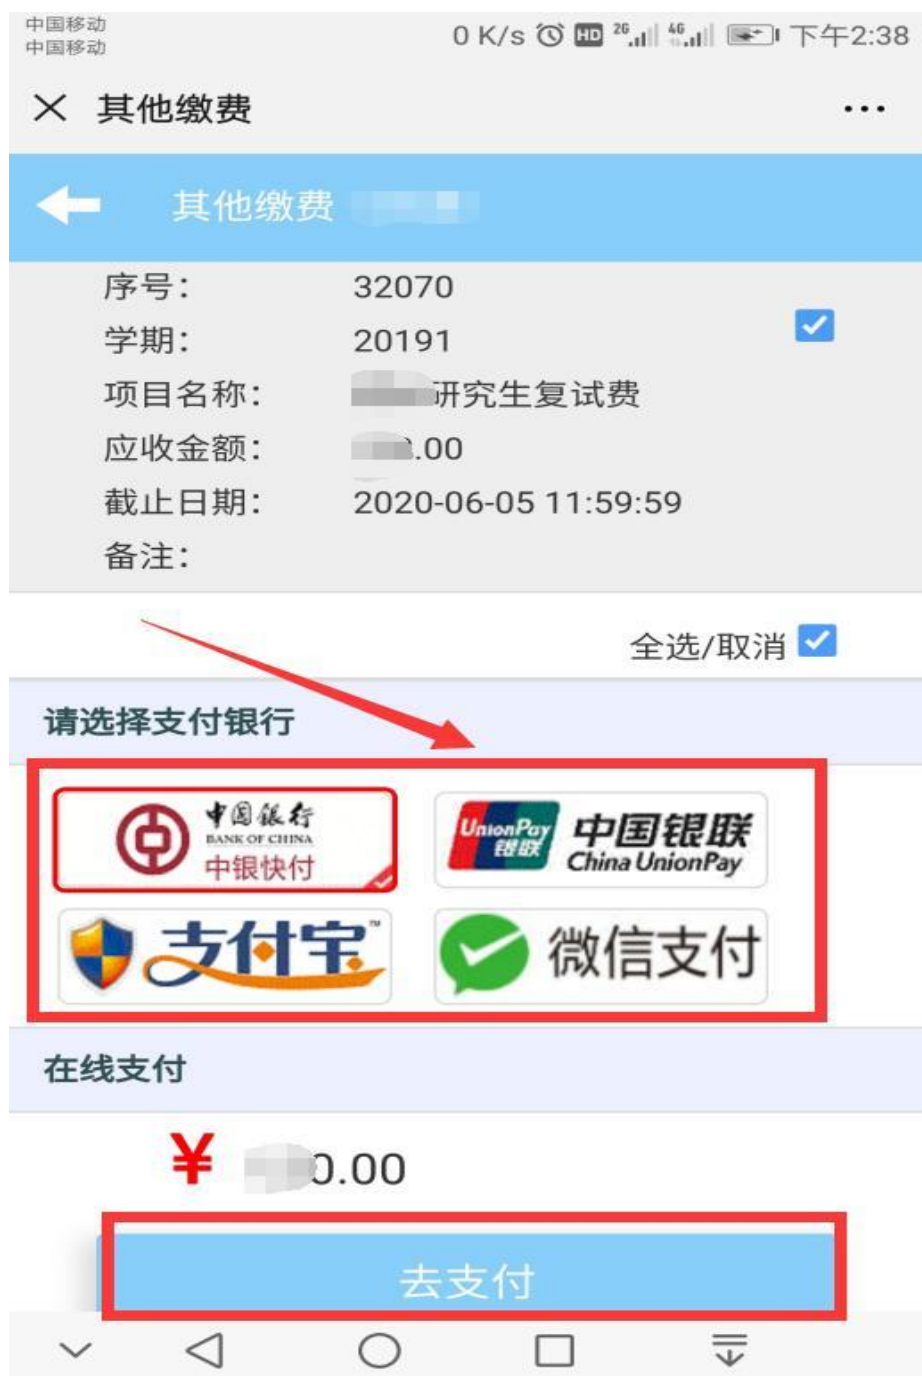 中国移动
中国移动
0 K/s HD 2G 4G 下午2:38
其他缴费
其他缴费
序号: 32070
学期: 20191
项目名称: 研究生复试费
应收金额: .00
截止日期: 2020-06-05 11:59:59
备注:
全选/取消
请选择支付银行
中国银行
BANK OF CHINA
中银快付
UnionPay
银联
中国银联
China UnionPay
支付宝™
微信支付
在线支付
¥ 0.00
去支付